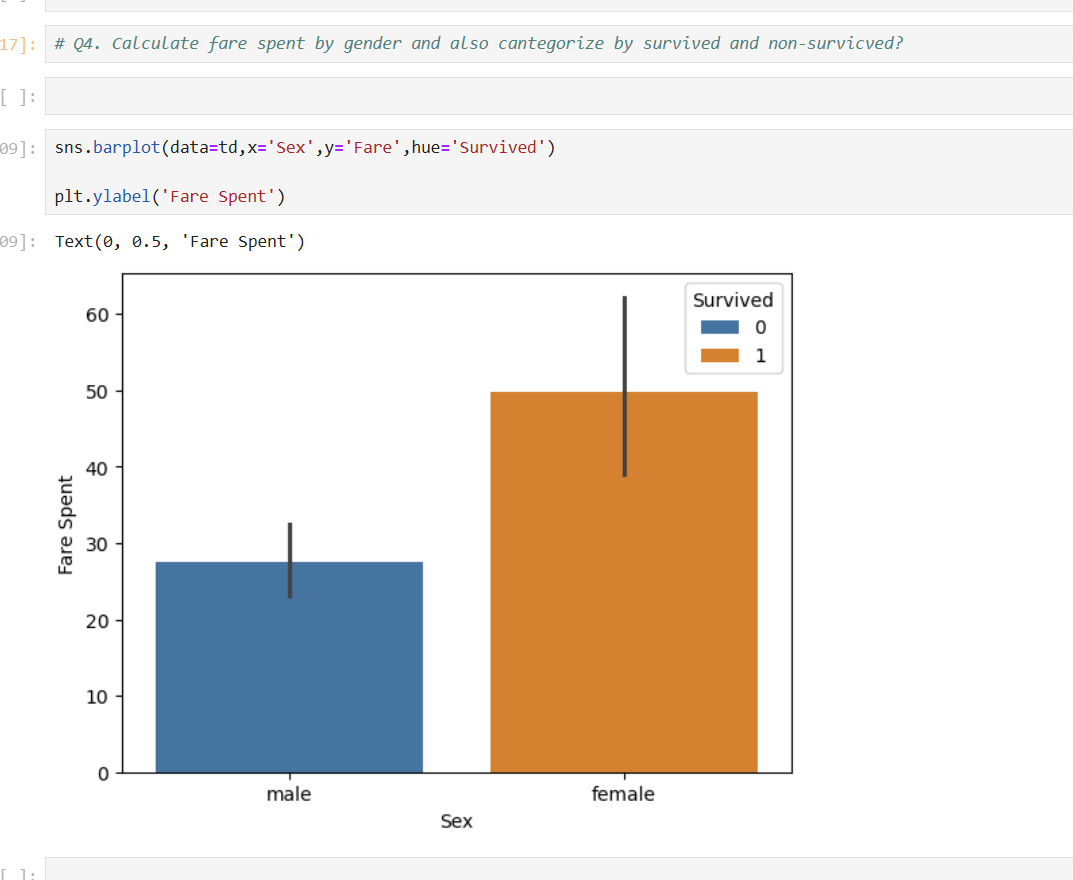 17]: # Q4. Calculate fare spent by gender and also cantegorize by survived and non-survicved?
[ ]:
09]: sns.barplot(data=td,x='Sex',y='Fare',hue='Survived')
plt.ylabel('Fare Spent')
09]: Text(0, 0.5, 'Fare Spent')
Survived
0
1
60
50
40
30
20
10
0
Fare Spent
male female
Sex
[ ]: